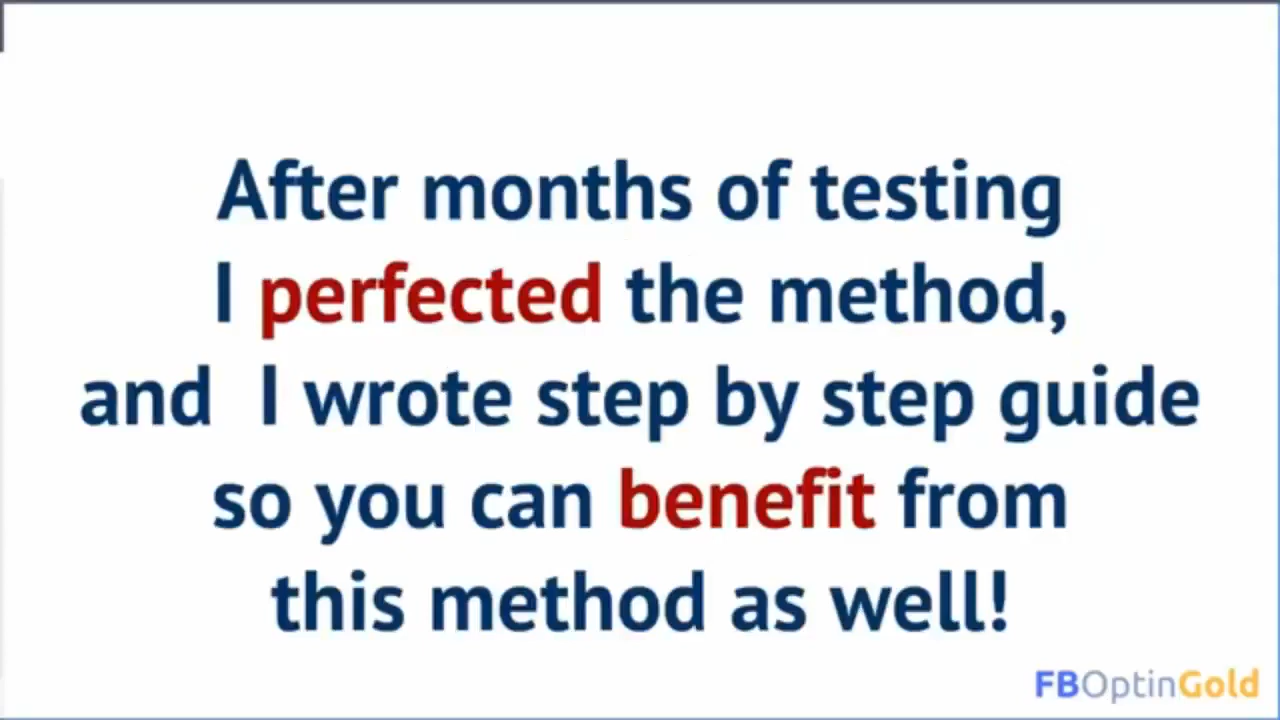 After months of testing
I perfected the method,
and I wrote step by step guide
so you can benefit from
this method as well!
FBOptinGold